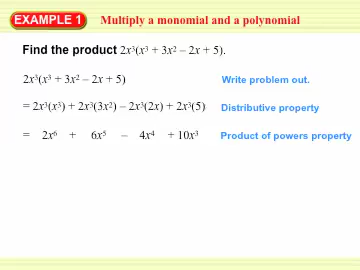 EXAMPLE 1 Multiply a monomial and a polynomial
Find the product 2x³(x³ + 3x² – 2x + 5).
2x³(x³ + 3x² – 2x + 5) Write problem out.
= 2x³(x³) + 2x³(3x²) – 2x³(2x) + 2x³(5) Distributive property
= 2x⁶ + 6x⁵ – 4x⁴ + 10x³ Product of powers property